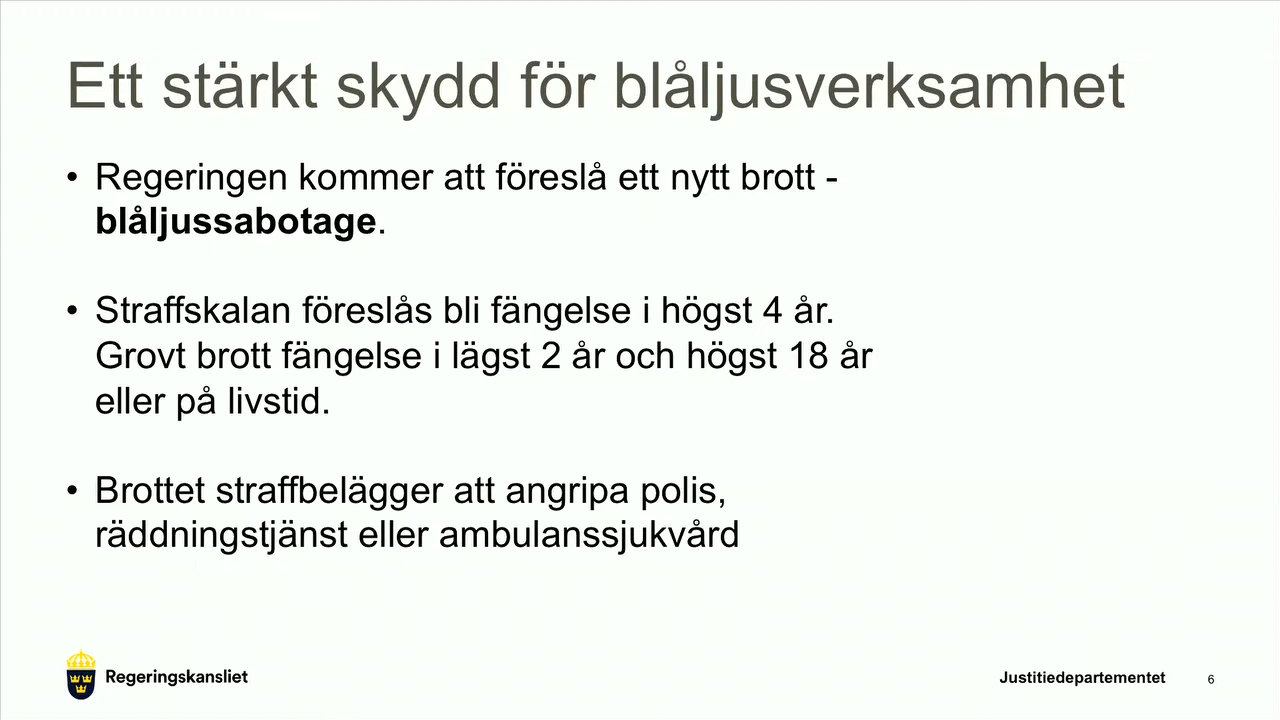 Ett stärkt skydd för blåljusverksamhet
• Regeringen kommer att föreslå ett nytt brott -
blåljussabotage.
• Straffskalan föreslås bli fängelse i högst 4 år.
Grovt brott fängelse i lägst 2 år och högst 18 år
eller på livstid.
• Brottet straffbelägger att angripa polis,
räddningstjänst eller ambulanssjukvård
Regeringskansliet
Justitiedepartementet
6